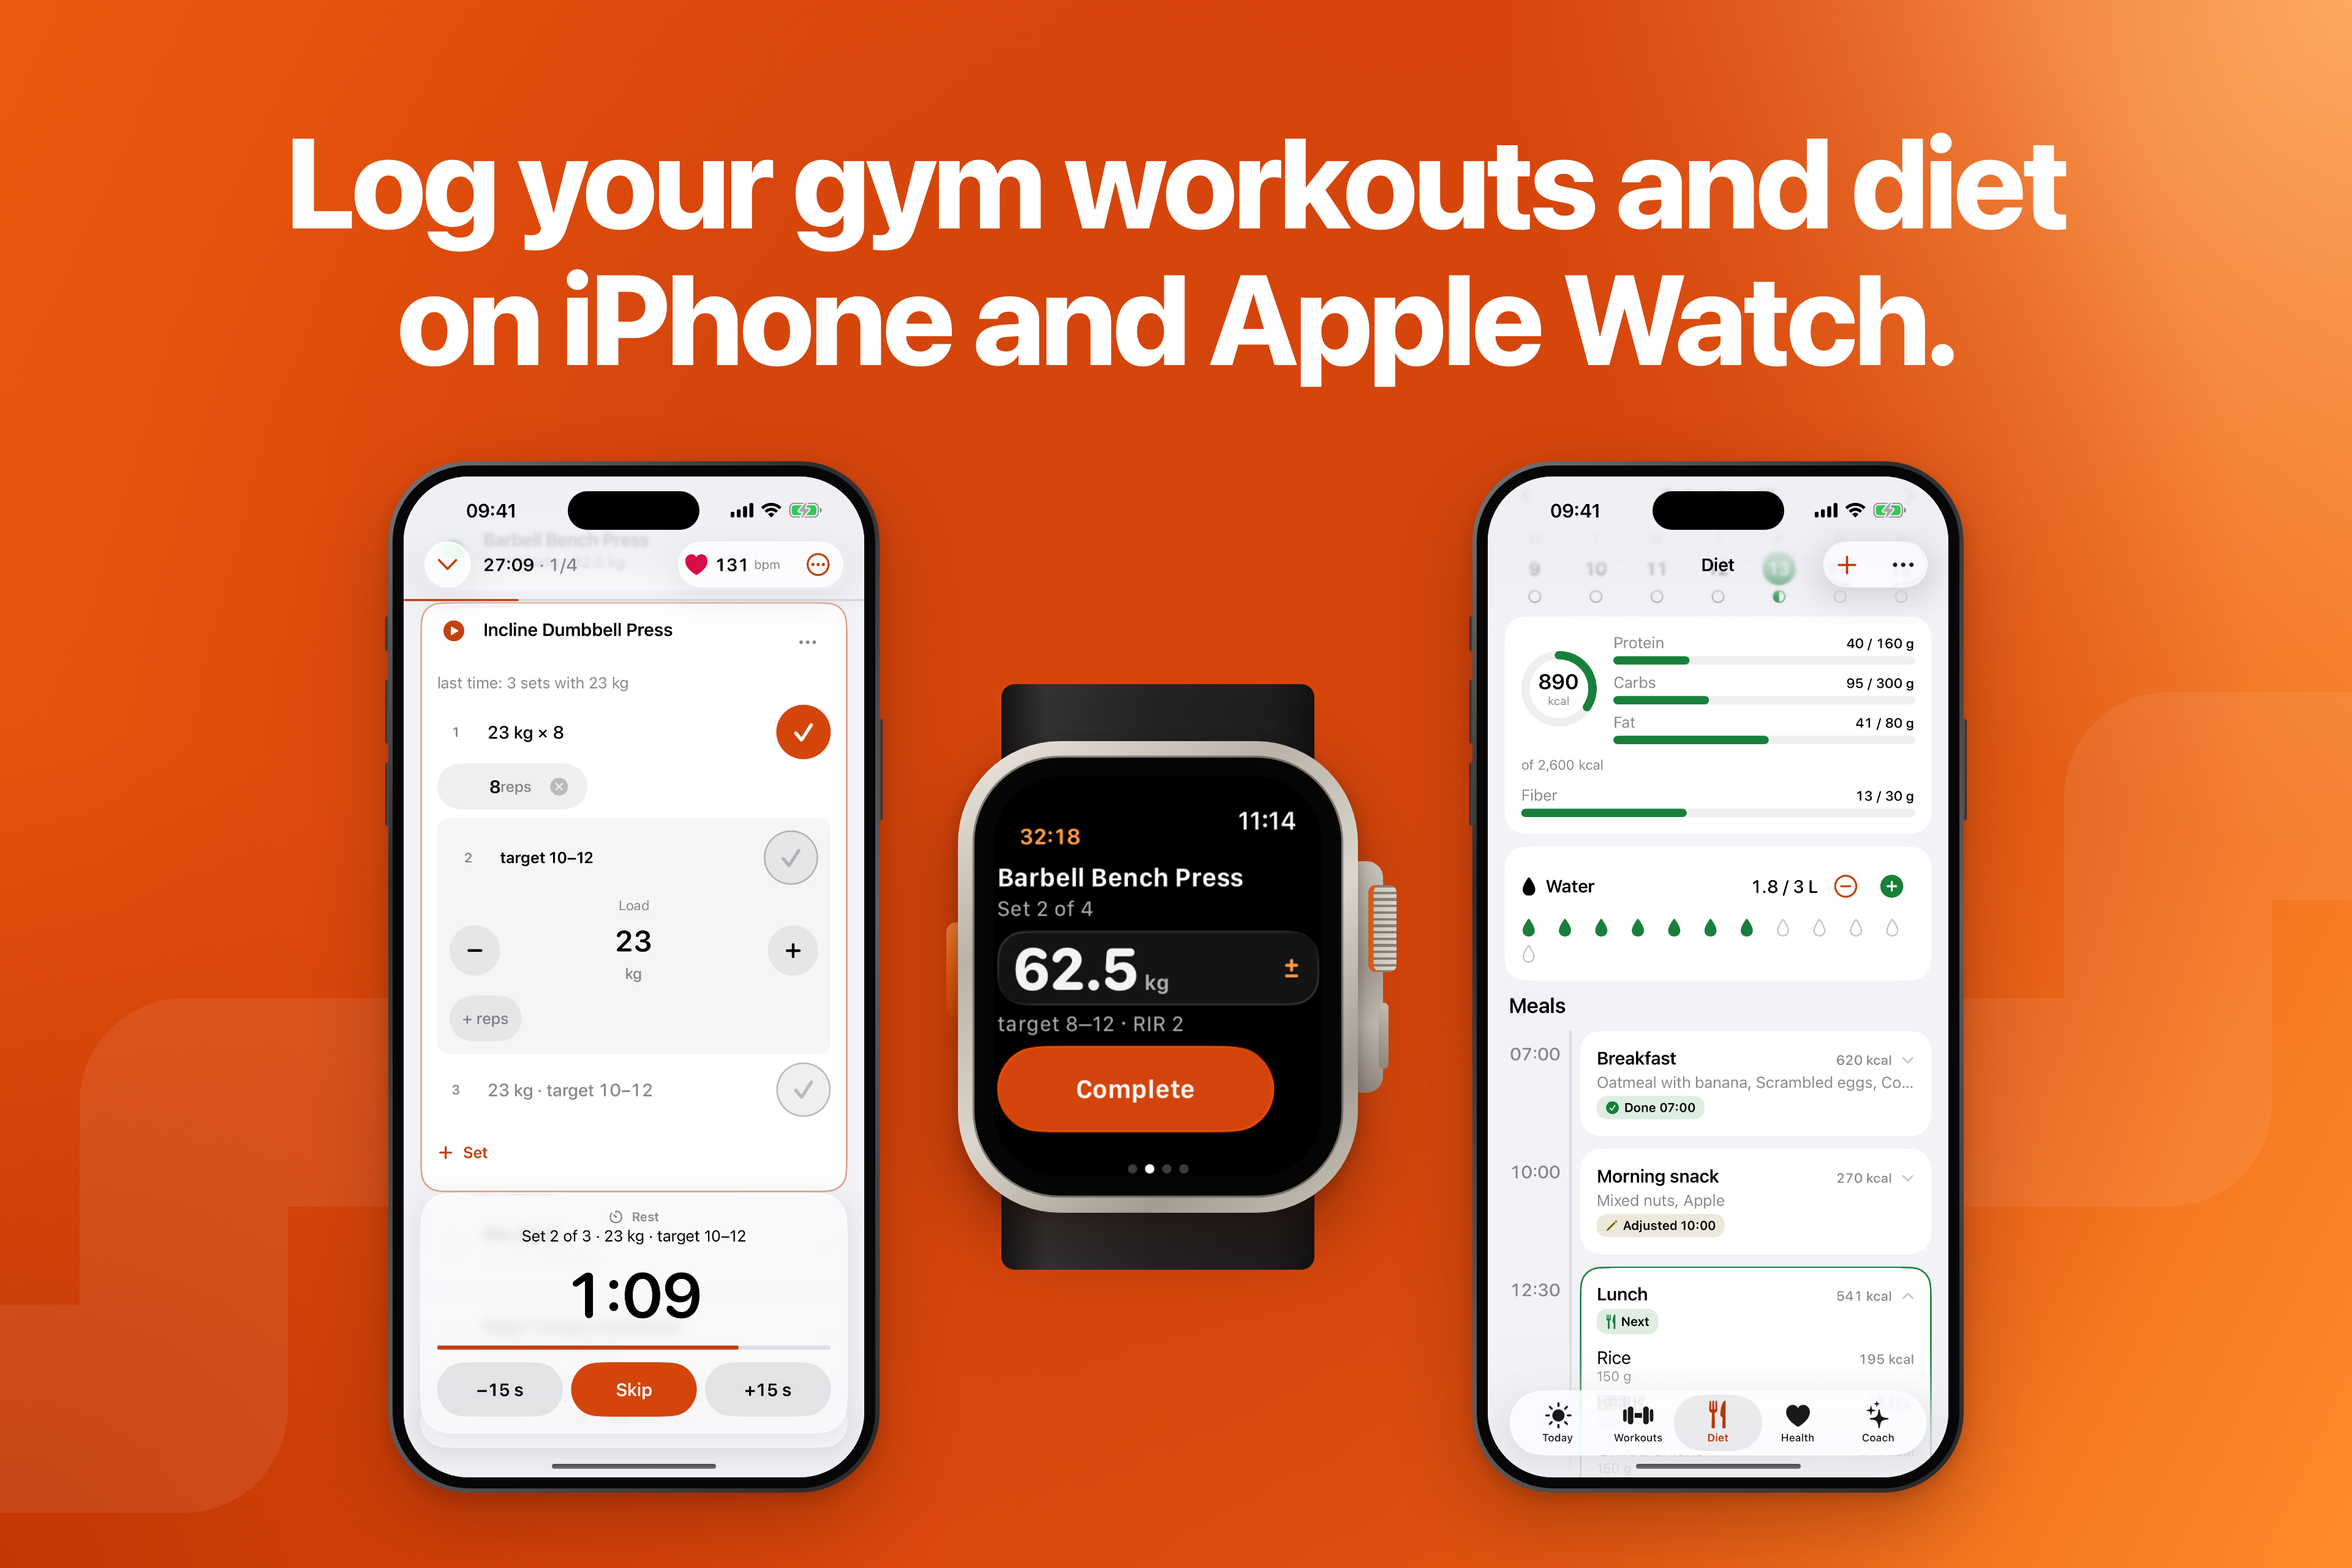 Log your gym workouts and diet
on iPhone and Apple Watch.
09:41
Barbell Bench Press
27:09 · 1/4
131 bpm
Incline Dumbbell Press
last time: 3 sets with 23 kg
1 23 kg × 8
8 reps
2 target 10–12
Load
23
kg
+ reps
3 23 kg · target 10–12
+ Set
Rest
Set 2 of 3 · 23 kg · target 10–12
1:09
−15 s
Skip
+15 s
11:14
32:18
Barbell Bench Press
Set 2 of 4
62.5 kg
±
target 8–12 · RIR 2
Complete
09:41
Diet
9 10 11 12 13
Protein 40 / 160 g
890
kcal
Carbs 95 / 300 g
Fat 41 / 80 g
of 2,600 kcal
Fiber 13 / 30 g
Water 1.8 / 3 L
Meals
07:00
Breakfast 620 kcal
Oatmeal with banana, Scrambled eggs, Co...
Done 07:00
10:00
Morning snack 270 kcal
Mixed nuts, Apple
Adjusted 10:00
12:30
Lunch 541 kcal
Next
Rice 195 kcal
150 g
Today
Workouts
Diet
Health
Coach
150 g